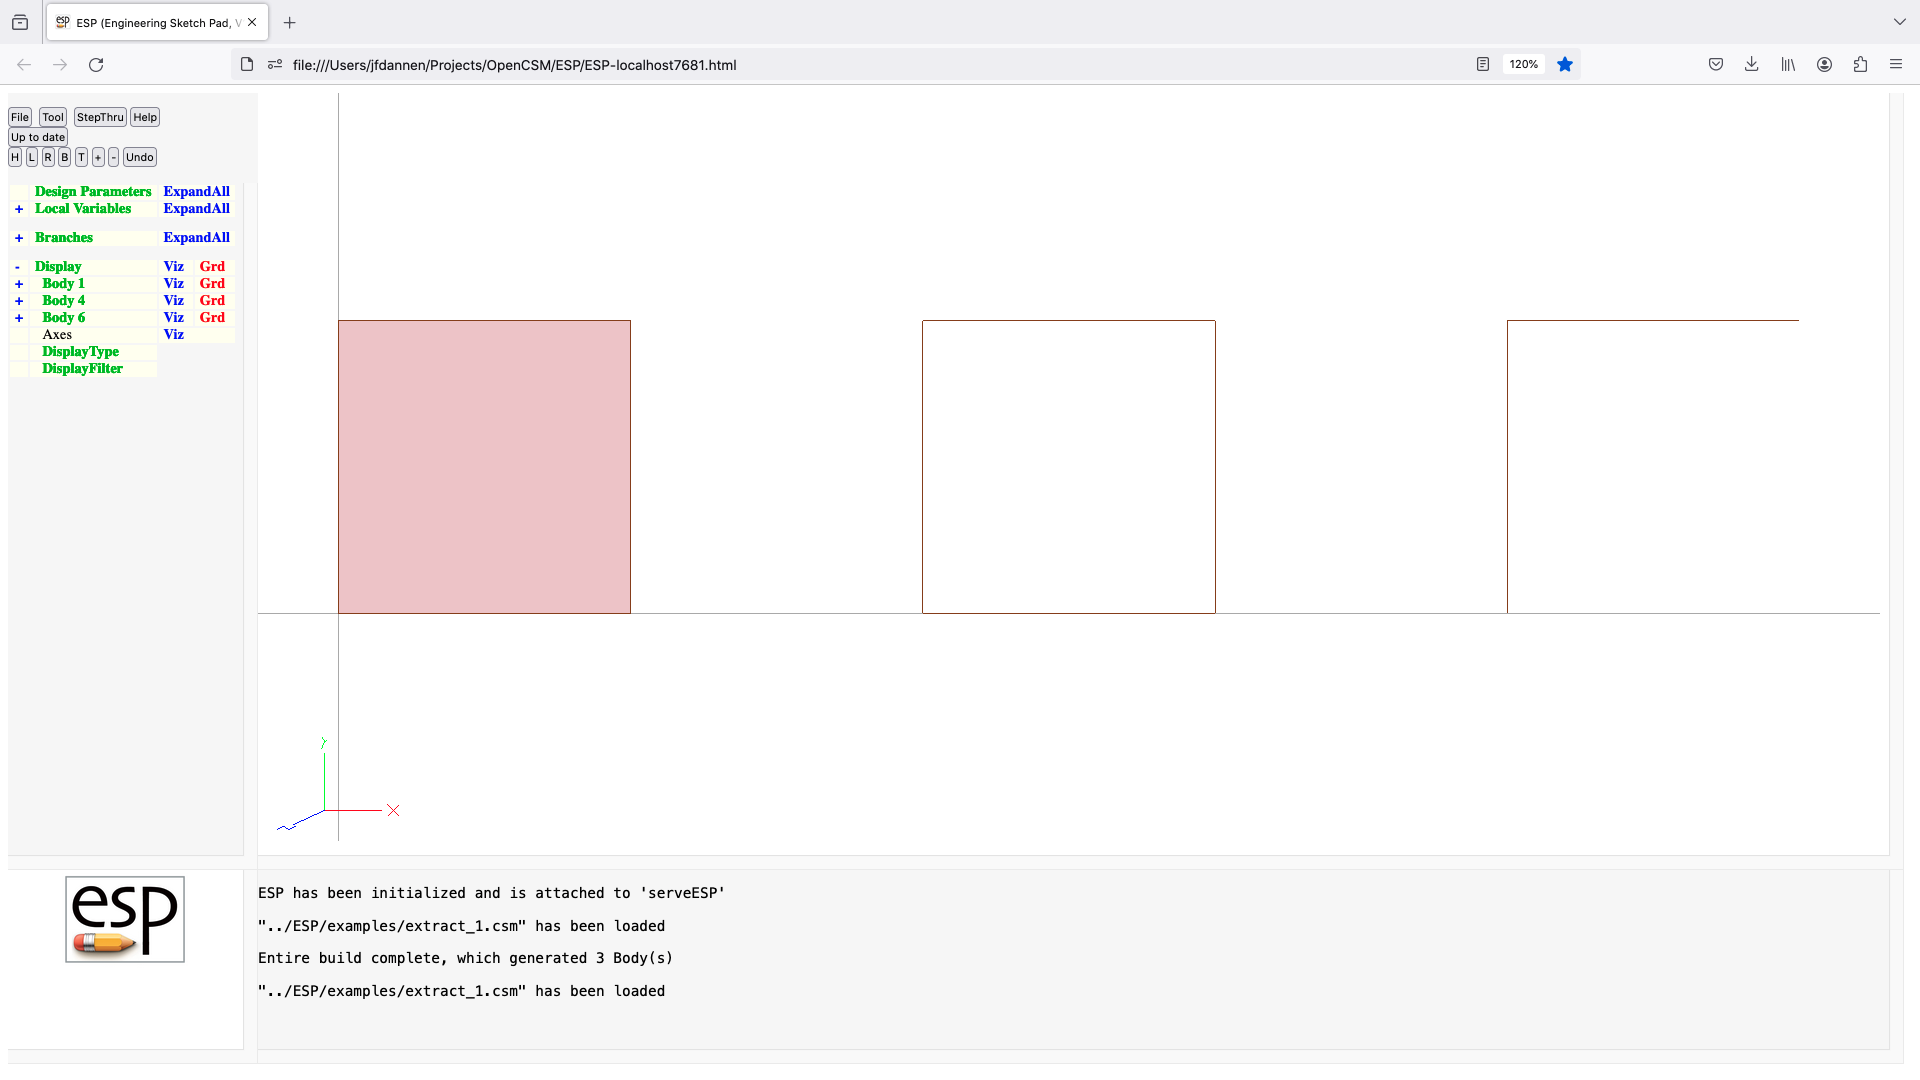 ESP (Engineering Sketch Pad, V
file:///Users/jfdannen/Projects/OpenCSM/ESP/ESP-localhost7681.html
120%
File Tool StepThru Help
Up to date
H L R B T + - Undo
Design Parameters ExpandAll
+ Local Variables ExpandAll
+ Branches ExpandAll
- Display Viz Grd
+ Body 1 Viz Grd
+ Body 4 Viz Grd
+ Body 6 Viz Grd
Axes Viz
DisplayType
DisplayFilter
Y
X
Z
esp
ESP has been initialized and is attached to 'serveESP'
"../ESP/examples/extract_1.csm" has been loaded
Entire build complete, which generated 3 Body(s)
"../ESP/examples/extract_1.csm" has been loaded